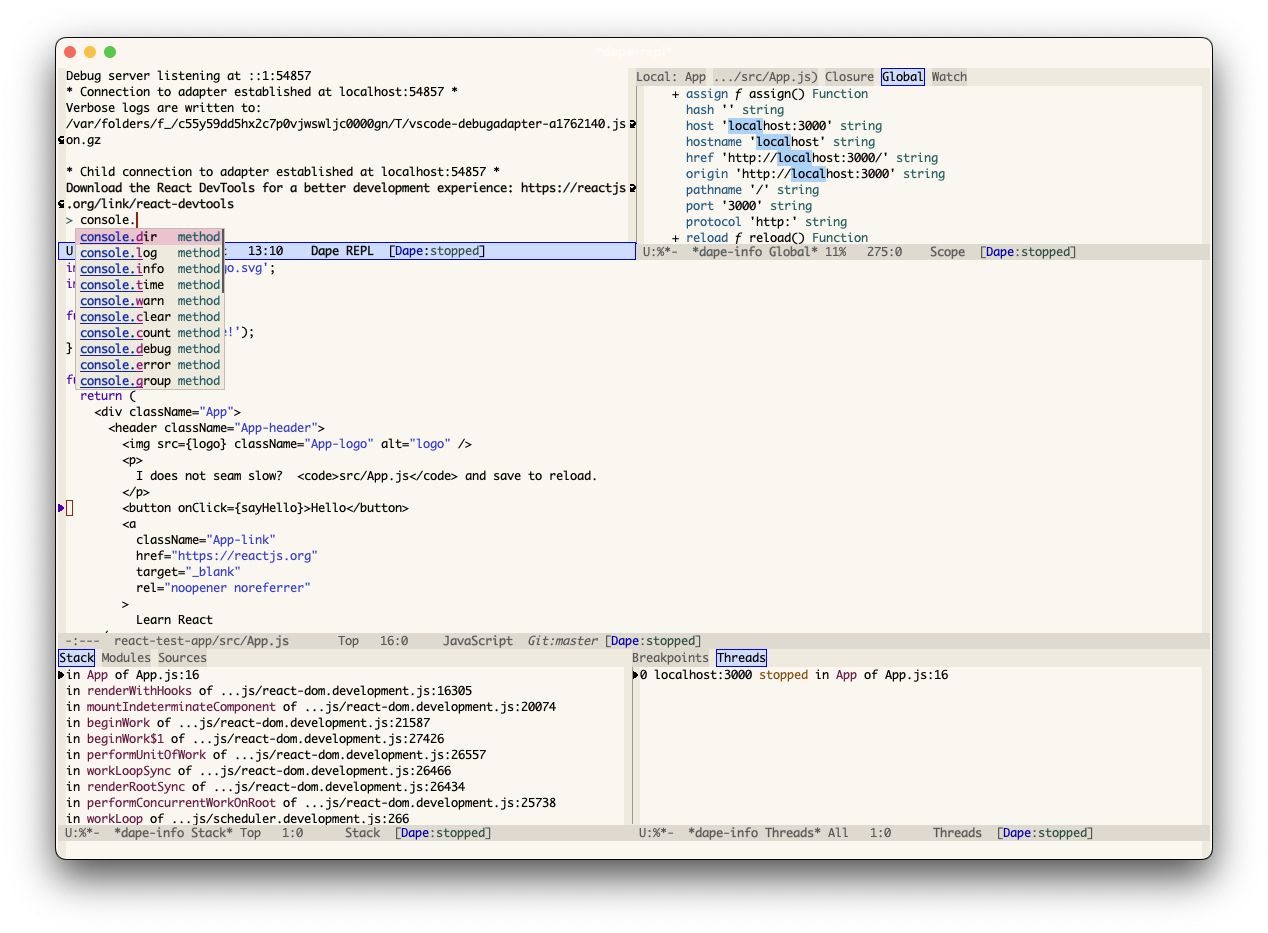 *dape-repl*
Debug server listening at ::1:54857
* Connection to adapter established at localhost:54857 *
Verbose logs are written to:
/var/folders/f_/c55y59dd5hx2c7p0vjwswljc0000gn/T/vscode-debugadapter-a1762140.js
on.gz
* Child connection to adapter established at localhost:54857 *
Download the React DevTools for a better development experience: https://reactjs
.org/link/react-devtools
> console.
console.dir method
console.log method
console.info method
console.time method
console.warn method
console.clear method
console.count method
console.debug method
console.error method
console.group method
U 13:10 Dape REPL [Dape:stopped]
Local: App .../src/App.js) Closure Global Watch
+ assign ƒ assign() Function
hash '' string
host 'localhost:3000' string
hostname 'localhost' string
href 'http://localhost:3000/' string
origin 'http://localhost:3000' string
pathname '/' string
port '3000' string
protocol 'http:' string
+ reload ƒ reload() Function
U:%*- *dape-info Global* 11% 275:0 Scope [Dape:stopped]
go.svg';
e!');
}
return (
<div className="App">
<header className="App-header">
<img src={logo} className="App-logo" alt="logo" />
<p>
I does not seam slow? <code>src/App.js</code> and save to reload.
</p>
<button onClick={sayHello}>Hello</button>
<a
className="App-link"
href="https://reactjs.org"
target="_blank"
rel="noopener noreferrer"
>
Learn React
-:--- react-test-app/src/App.js Top 16:0 JavaScript Git:master [Dape:stopped]
Stack Modules Sources
in App of App.js:16
in renderWithHooks of ...js/react-dom.development.js:16305
in mountIndeterminateComponent of ...js/react-dom.development.js:20074
in beginWork of ...js/react-dom.development.js:21587
in beginWork$1 of ...js/react-dom.development.js:27426
in performUnitOfWork of ...js/react-dom.development.js:26557
in workLoopSync of ...js/react-dom.development.js:26466
in renderRootSync of ...js/react-dom.development.js:26434
in performConcurrentWorkOnRoot of ...js/react-dom.development.js:25738
in workLoop of ...js/scheduler.development.js:266
U:%*- *dape-info Stack* Top 1:0 Stack [Dape:stopped]
Breakpoints Threads
0 localhost:3000 stopped in App of App.js:16
U:%*- *dape-info Threads* All 1:0 Threads [Dape:stopped]